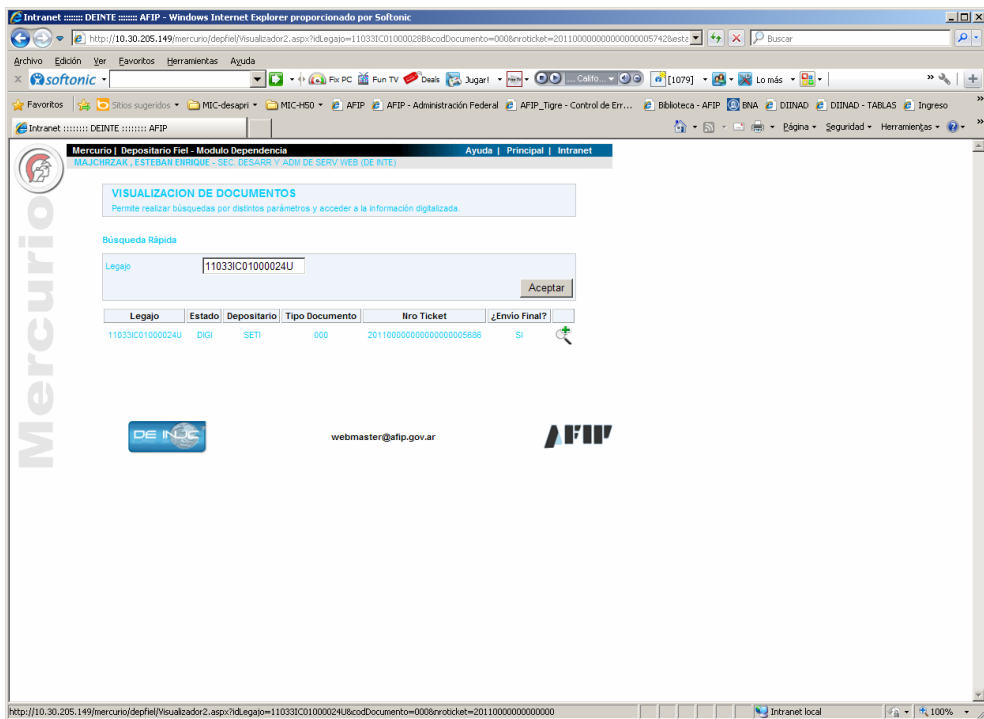 Intranet :::::::: DEINTE :::::::: AFIP - Windows Internet Explorer proporcionado por Softonic
http://10.30.205.149/mercurio/depfiel/Visualizador2.aspx?idLegajo=11033IC01000028B&codDocumento=000&nroticket=20110000000000000005742&esta
Buscar
Archivo Edición Ver Favoritos Herramientas Ayuda
softonic Fix PC Fun TV Deals Jugar! ... Califo... [1079] Lo más
Favoritos Sitios sugeridos MIC-desapri MIC-H50 AFIP AFIP - Administración Federal AFIP_Tigre - Control de Err... Biblioteca - AFIP BNA DIINAD DIINAD - TABLAS Ingreso
Intranet :::::::: DEINTE :::::::: AFIP
Página Seguridad Herramientas
Mercurio | Depositario Fiel - Modulo Dependencia Ayuda | Principal | Intranet
MAJCHRZAK , ESTEBAN ENRIQUE - SEC. DESARR Y ADM DE SERV WEB (DE INTE)
Mercurio
VISUALIZACION DE DOCUMENTOS
Permite realizar búsquedas por distintos parámetros y acceder a la información digitalizada.
Búsqueda Rápida
Legajo 11033IC01000024U
Aceptar
Legajo Estado Depositario Tipo Documento Nro Ticket ¿Envío Final?
11033IC01000024U DIGI SETI 000 20110000000000000005686 SI
webmaster@afip.gov.ar
AFIP
http://10.30.205.149/mercurio/depfiel/Visualizador2.aspx?idLegajo=11033IC01000024U&codDocumento=000&nroticket=20110000000000000
Intranet local
100%